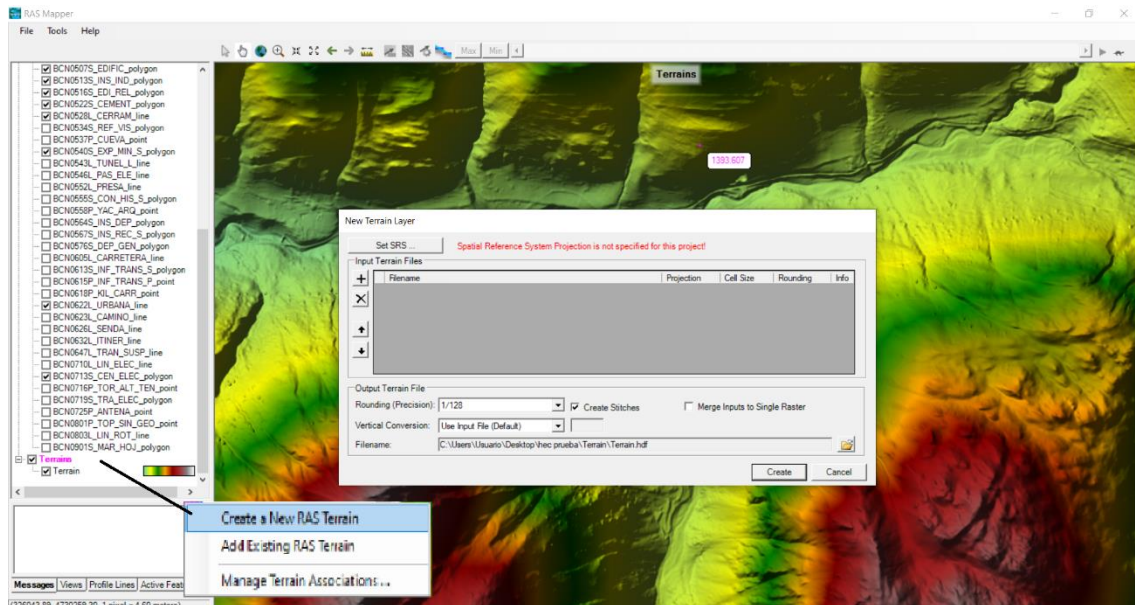 RAS Mapper
File Tools Help
Max Min
BCN0507S_EDIFIC_polygon
BCN0513S_INS_IND_polygon
BCN0516S_EDI_REL_polygon
BCN0522S_CEMENT_polygon
BCN0528L_CERRAM_line
BCN0534S_REF_VIS_polygon
BCN0537P_CUEVA_point
BCN0540S_EXP_MIN_S_polygon
BCN0543L_TUNEL_L_line
BCN0546L_PAS_ELE_line
BCN0552L_PRESA_line
BCN0555S_CON_HIS_S_polygon
BCN0558P_YAC_ARQ_point
BCN0564S_INS_DEP_polygon
BCN0567S_INS_REC_S_polygon
BCN0576S_DEP_GEN_polygon
BCN0605L_CARRETERA_line
BCN0613S_INF_TRANS_S_polygon
BCN0615P_INF_TRANS_P_point
BCN0618P_KIL_CARR_point
BCN0622L_URBANA_line
BCN0623L_CAMINO_line
BCN0626L_SENDA_line
BCN0632L_ITINER_line
BCN0647L_TRAN_SUSP_line
BCN0710L_LIN_ELEC_line
BCN0713S_CEN_ELEC_polygon
BCN0716P_TOR_ALT_TEN_point
BCN0719S_TRA_ELEC_polygon
BCN0725P_ANTENA_point
BCN0801P_TOP_SIN_GEO_point
BCN0803L_LIN_ROT_line
BCN0901S_MAR_HOJ_polygon
Terrains
Terrain
Messages Views Profile Lines Active Feat
Terrains
1393.607
New Terrain Layer
Set SRS ... Spatial Reference System Projection is not specified for this project!
Input Terrain Files
Filename Projection Cell Size Rounding Info
Output Terrain File
Rounding (Precision): 1/128 Create Stitches Merge Inputs to Single Raster
Vertical Conversion: Use Input File (Default)
Filename: C:\Users\Usuario\Desktop\hec prueba\Terrain\Terrain.hdf
Create Cancel
Create a New RAS Terrain
Add Existing RAS Terrain
Manage Terrain Associations ...